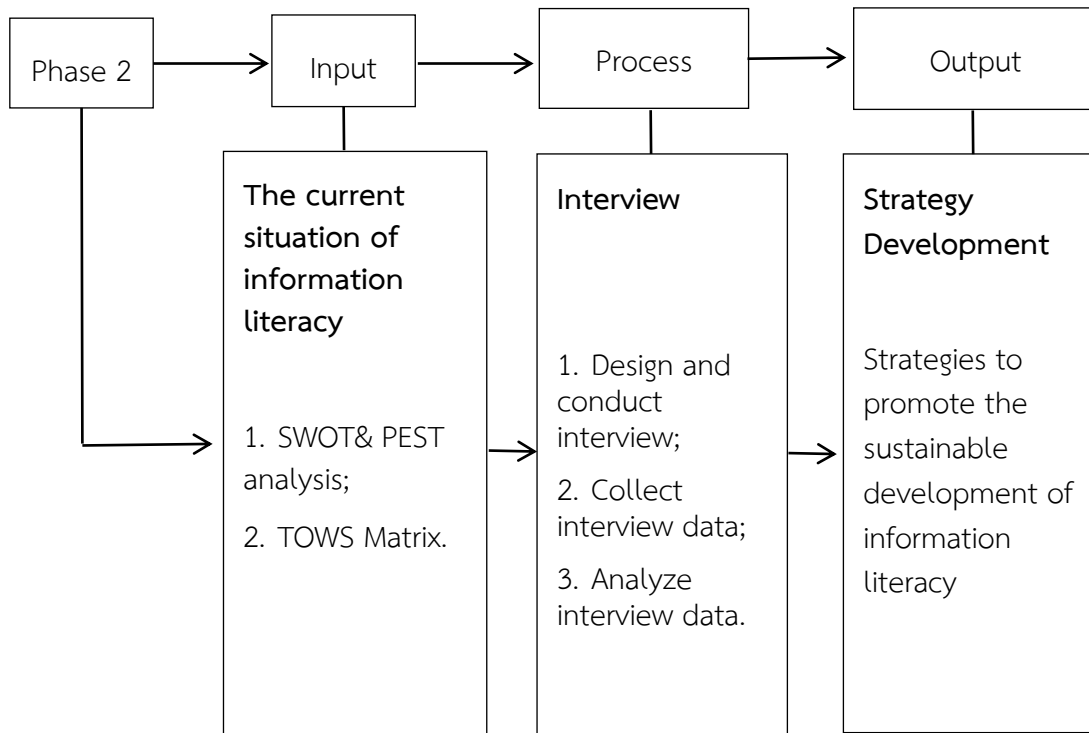 Phase 2
Input
Process
Output
The current
situation of
information
literacy
1. SWOT& PEST
analysis;
2. TOWS Matrix.
Interview
1. Design and
conduct
interview;
2. Collect
interview data;
3. Analyze
interview data.
Strategy
Development
Strategies to
promote the
sustainable
development of
information
literacy